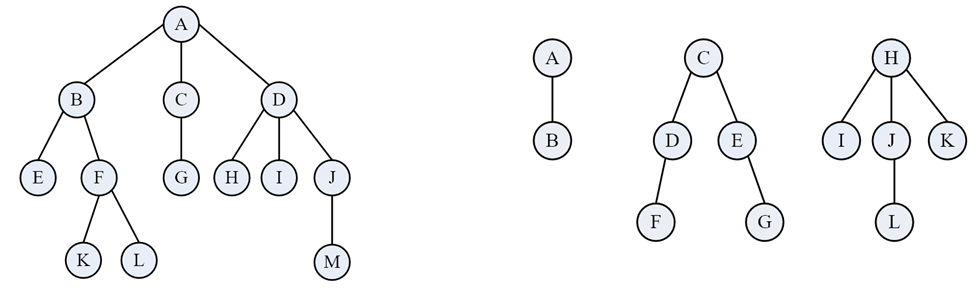 A
B C D
E F G H I J
K L M
A C H
B D E I J K
F G L